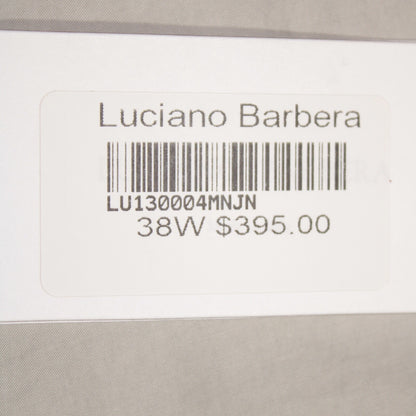 Luciano Barbera
LU130004MNJN
38W $395.00